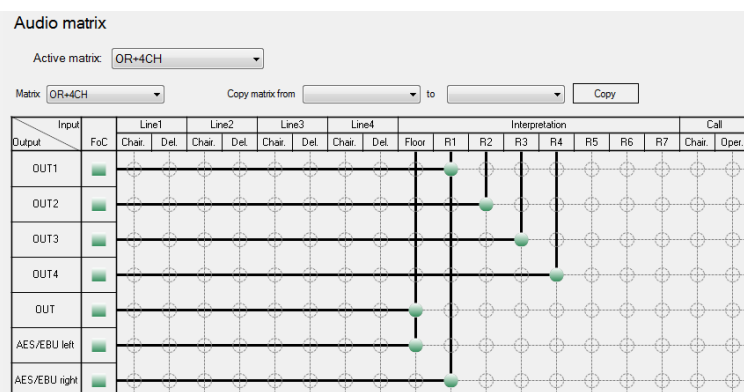 Audio matrix
Active matrix: OR+4CH
Matrix OR+4CH Copy matrix from to Copy
Input Line1 Line2 Line3 Line4 Interpretation Call
Output FoC Chair. Del. Chair. Del. Chair. Del. Chair. Del. Floor R1 R2 R3 R4 R5 R6 R7 Chair. Oper.
OUT1
OUT2
OUT3
OUT4
OUT
AES/EBU left
AES/EBU right